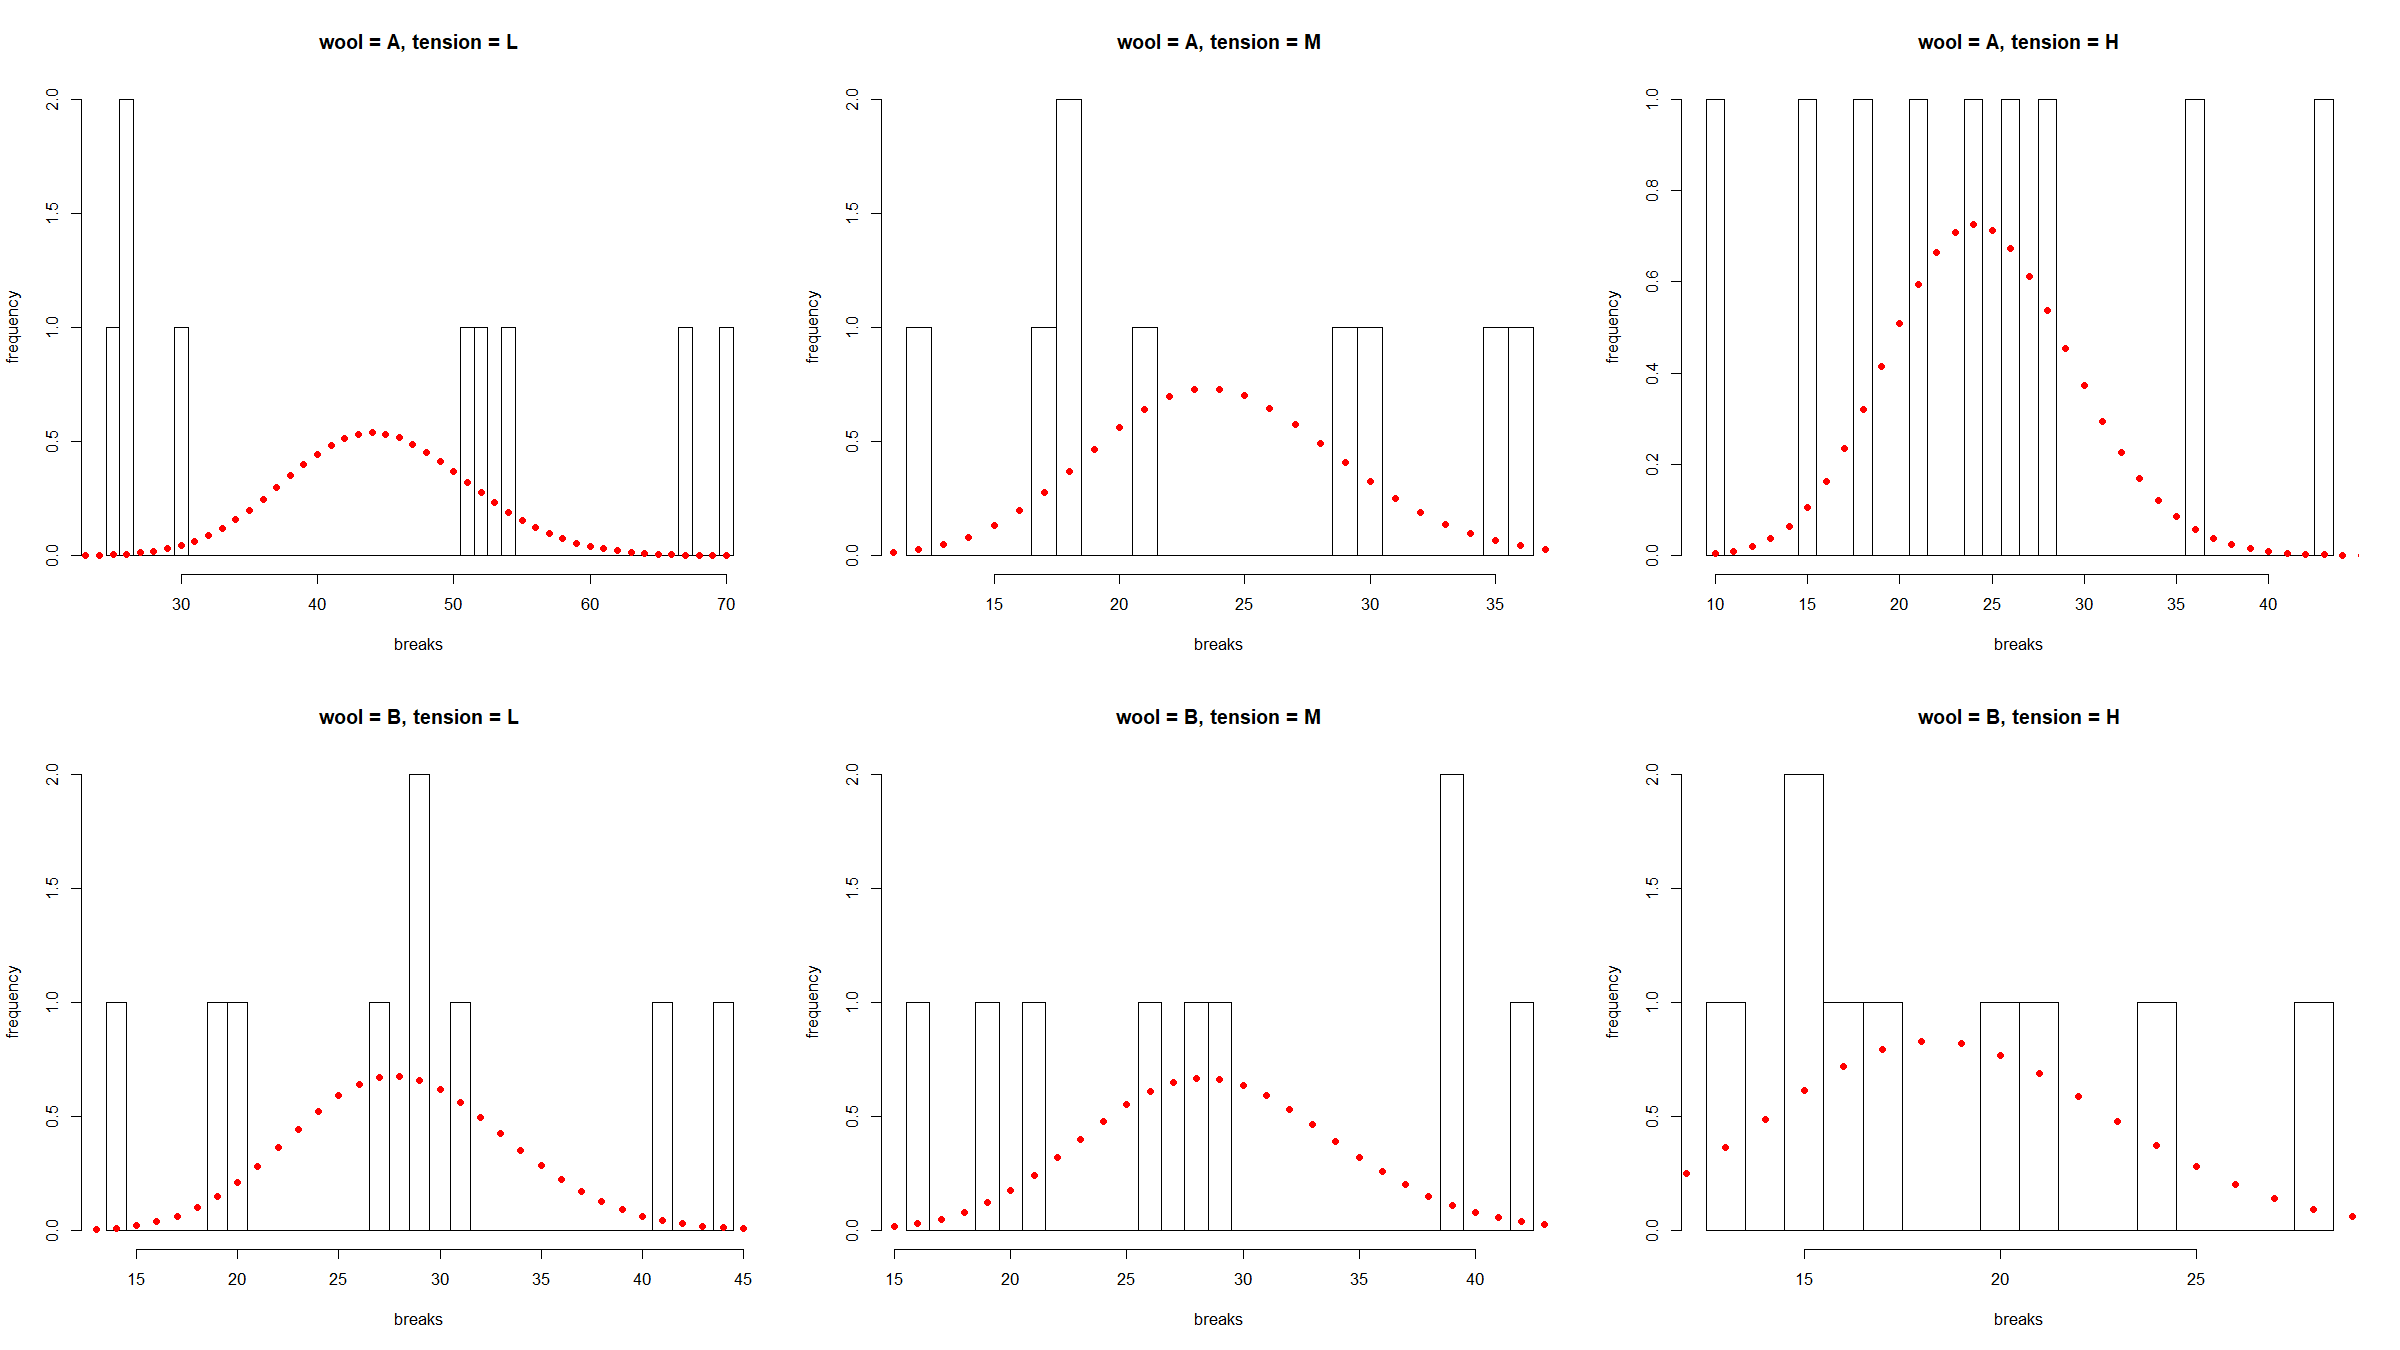 wool = A, tension = L
2.0
1.5
1.0
0.5
0.0
frequency
30 40 50 60 70
breaks
wool = A, tension = M
2.0
1.5
1.0
0.5
0.0
frequency
15 20 25 30 35
breaks
wool = A, tension = H
1.0
0.8
0.6
0.4
0.2
0.0
frequency
10 15 20 25 30 35 40
breaks
wool = B, tension = L
2.0
1.5
1.0
0.5
0.0
frequency
15 20 25 30 35 40 45
breaks
wool = B, tension = M
2.0
1.5
1.0
0.5
0.0
frequency
15 20 25 30 35 40
breaks
wool = B, tension = H
2.0
1.5
1.0
0.5
0.0
frequency
15 20 25
breaks